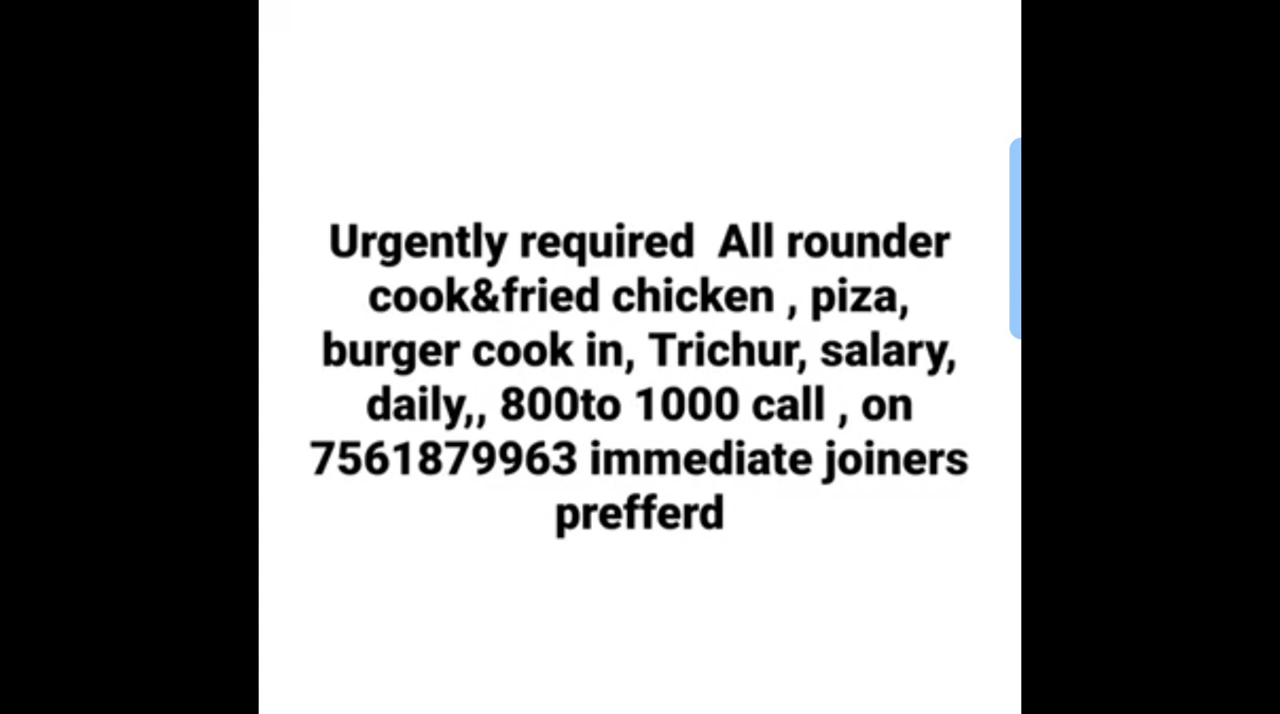 Urgently required  All rounder
cook&fried chicken , piza,
burger cook in, Trichur, salary,
daily,, 800to 1000 call , on
7561879963 immediate joiners
prefferd